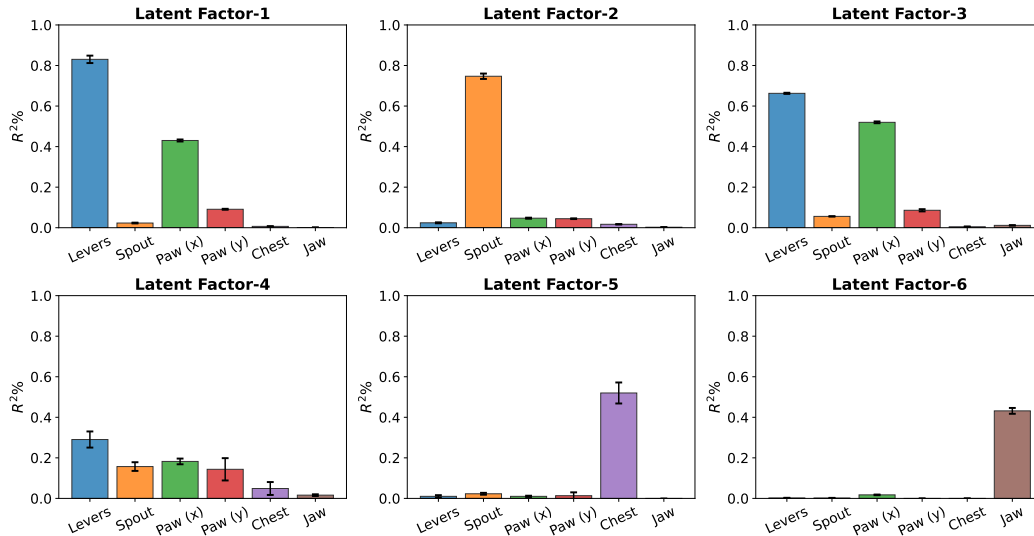 Latent Factor-1
R²%
1.0
0.8
0.6
0.4
0.2
0.0
Levers
Spout
Paw (x)
Paw (y)
Chest
Jaw
Latent Factor-2
R²%
1.0
0.8
0.6
0.4
0.2
0.0
Levers
Spout
Paw (x)
Paw (y)
Chest
Jaw
Latent Factor-3
R²%
1.0
0.8
0.6
0.4
0.2
0.0
Levers
Spout
Paw (x)
Paw (y)
Chest
Jaw
Latent Factor-4
R²%
1.0
0.8
0.6
0.4
0.2
0.0
Levers
Spout
Paw (x)
Paw (y)
Chest
Jaw
Latent Factor-5
R²%
1.0
0.8
0.6
0.4
0.2
0.0
Levers
Spout
Paw (x)
Paw (y)
Chest
Jaw
Latent Factor-6
R²%
1.0
0.8
0.6
0.4
0.2
0.0
Levers
Spout
Paw (x)
Paw (y)
Chest
Jaw